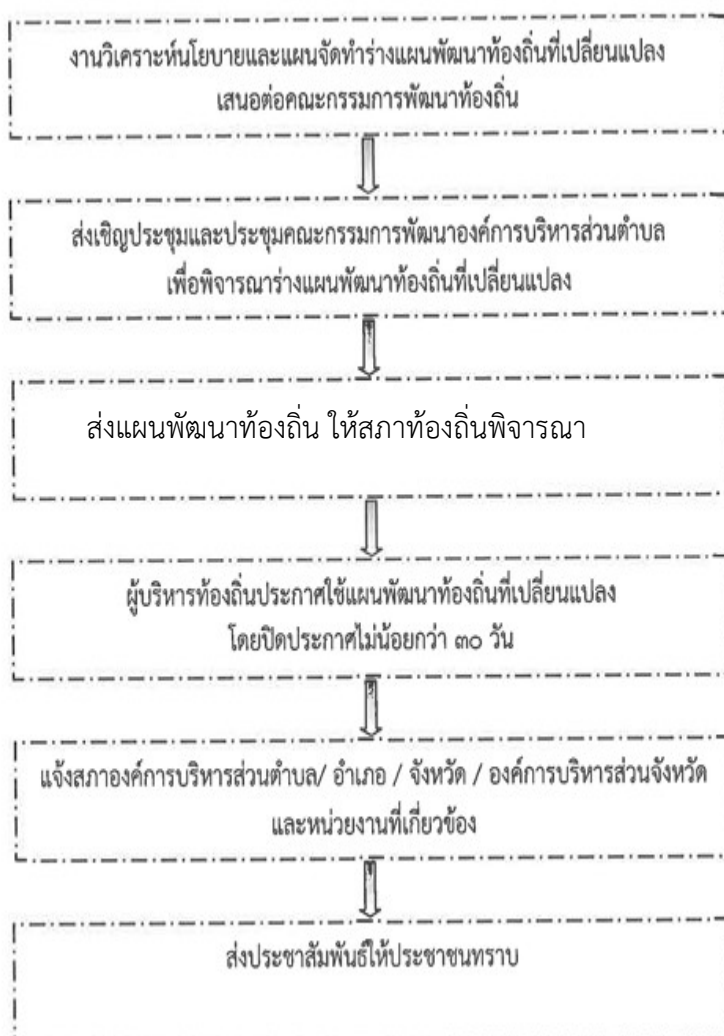 งานวิเคราะห์นโยบายและแผนจัดทำร่างแผนพัฒนาท้องถิ่นที่เปลี่ยนแปลง
เสนอต่อคณะกรรมการพัฒนาท้องถิ่น
ส่งเชิญประชุมและประชุมคณะกรรมการพัฒนาองค์การบริหารส่วนตำบล
เพื่อพิจารณาร่างแผนพัฒนาท้องถิ่นที่เปลี่ยนแปลง
ส่งแผนพัฒนาท้องถิ่น ให้สภาท้องถิ่นพิจารณา
ผู้บริหารท้องถิ่นประกาศใช้แผนพัฒนาท้องถิ่นที่เปลี่ยนแปลง
โดยปิดประกาศไม่น้อยกว่า ๓๐ วัน
แจ้งสภาองค์การบริหารส่วนตำบล/ อำเภอ / จังหวัด / องค์การบริหารส่วนจังหวัด
และหน่วยงานที่เกี่ยวข้อง
ส่งประชาสัมพันธ์ให้ประชาชนทราบ